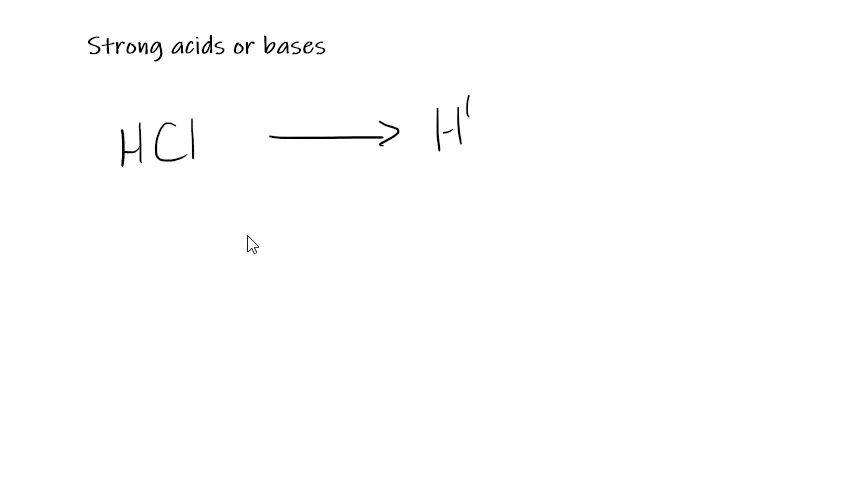 Strong acids or bases
HCl → H'